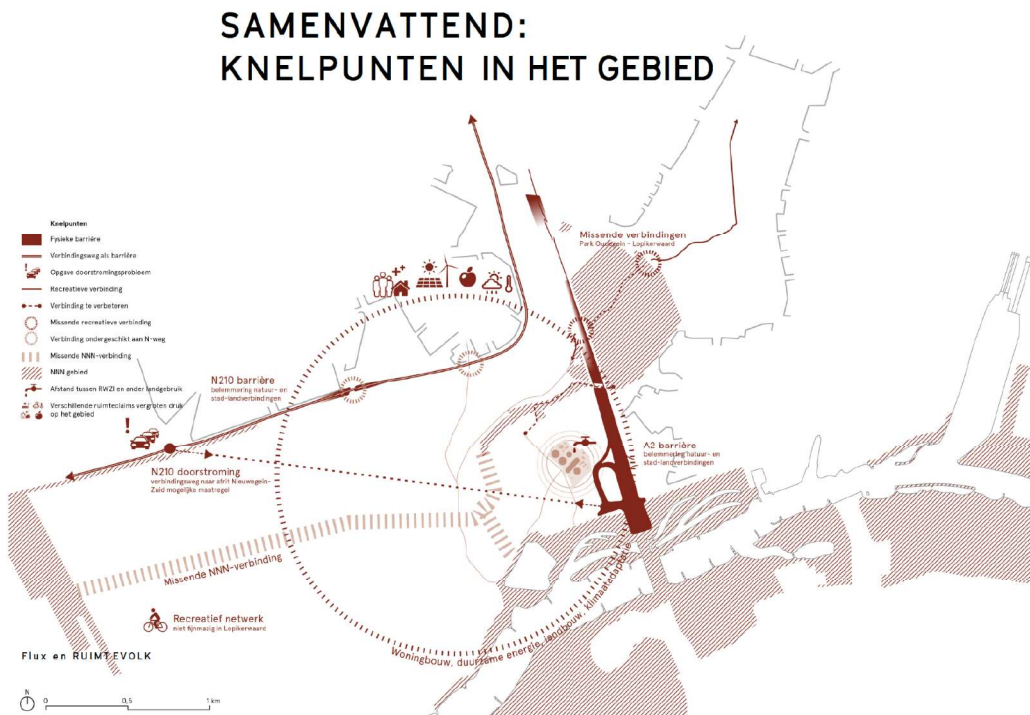 SAMENVATTEND:
KNELPUNTEN IN HET GEBIED
Knelpunten
Fysieke barrière
Verbindingsweg als barrière
Opgave doorstromingsprobleem
Recreatieve verbinding
Verbinding te verbeteren
Missende recreatieve verbinding
Verbinding ondergeschikt aan N-weg
Missende NNN-verbinding
NNN gebied
Afstand tussen RWZI en ander landgebruik
Verschillende ruimteclaims vergroten druk
op het gebied
Missende verbindingen
Park Oudegein - Lopikerwaard
N210 barrière
belemmering natuur- en
stad-landverbindingen
A2 barrière
belemmering natuur- en
stad-landverbindingen
N210 doorstroming
verbindingsweg naar afrit Nieuwegein-
Zuid mogelijke maatregel
Missende NNN-verbinding
Recreatief netwerk
niet fijnmazig in Lopikerwaard
Woningbouw, duurzame energie, landbouw, klimaatadaptatie
Flux en RUIMTEVOLK
N
0
0,5
1 km